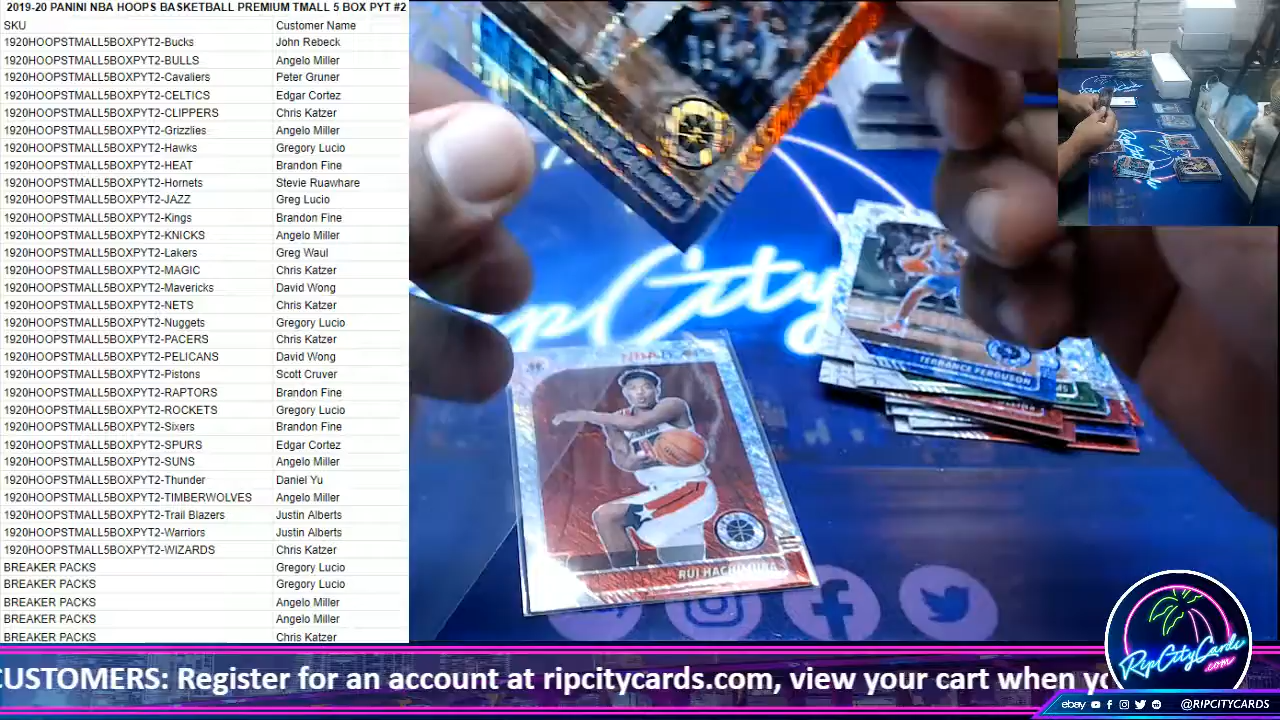 2019-20 PANINI NBA HOOPS BASKETBALL PREMIUM TMALL 5 BOX PYT #2
SKU Customer Name
1920HOOPSTMALL5BOXPYT2-Bucks John Rebeck
1920HOOPSTMALL5BOXPYT2-BULLS Angelo Miller
1920HOOPSTMALL5BOXPYT2-Cavaliers Peter Gruner
1920HOOPSTMALL5BOXPYT2-CELTICS Edgar Cortez
1920HOOPSTMALL5BOXPYT2-CLIPPERS Chris Katzer
1920HOOPSTMALL5BOXPYT2-Grizzlies Angelo Miller
1920HOOPSTMALL5BOXPYT2-Hawks Gregory Lucio
1920HOOPSTMALL5BOXPYT2-HEAT Brandon Fine
1920HOOPSTMALL5BOXPYT2-Hornets Stevie Ruawhare
1920HOOPSTMALL5BOXPYT2-JAZZ Greg Lucio
1920HOOPSTMALL5BOXPYT2-Kings Brandon Fine
1920HOOPSTMALL5BOXPYT2-KNICKS Angelo Miller
1920HOOPSTMALL5BOXPYT2-Lakers Greg Waul
1920HOOPSTMALL5BOXPYT2-MAGIC Chris Katzer
1920HOOPSTMALL5BOXPYT2-Mavericks David Wong
1920HOOPSTMALL5BOXPYT2-NETS Chris Katzer
1920HOOPSTMALL5BOXPYT2-Nuggets Gregory Lucio
1920HOOPSTMALL5BOXPYT2-PACERS Chris Katzer
1920HOOPSTMALL5BOXPYT2-PELICANS David Wong
1920HOOPSTMALL5BOXPYT2-Pistons Scott Cruver
1920HOOPSTMALL5BOXPYT2-RAPTORS Brandon Fine
1920HOOPSTMALL5BOXPYT2-ROCKETS Gregory Lucio
1920HOOPSTMALL5BOXPYT2-Sixers Brandon Fine
1920HOOPSTMALL5BOXPYT2-SPURS Edgar Cortez
1920HOOPSTMALL5BOXPYT2-SUNS Angelo Miller
1920HOOPSTMALL5BOXPYT2-Thunder Daniel Yu
1920HOOPSTMALL5BOXPYT2-TIMBERWOLVES Angelo Miller
1920HOOPSTMALL5BOXPYT2-Trail Blazers Justin Alberts
1920HOOPSTMALL5BOXPYT2-Warriors Justin Alberts
1920HOOPSTMALL5BOXPYT2-WIZARDS Chris Katzer
BREAKER PACKS Gregory Lucio
BREAKER PACKS Gregory Lucio
BREAKER PACKS Angelo Miller
BREAKER PACKS Angelo Miller
BREAKER PACKS Chris Katzer
pCity
TERRANCE FERGUSON
RUI HACHIMURA
CUSTOMERS: Register for an account at ripcitycards.com, view your cart when yo
RipCityCards
.com
ebay @RIPCITYCARDS